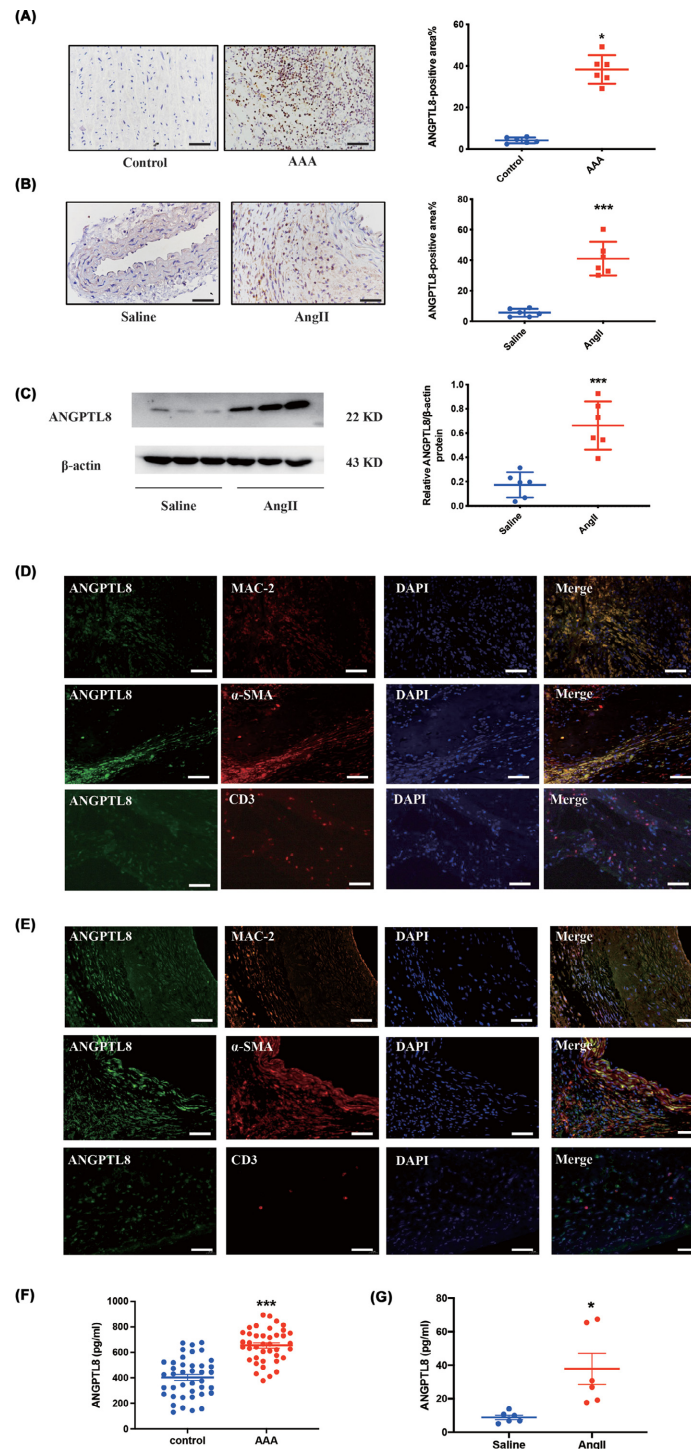 (A)
Control
AAA
ANGPTL8-positive area%
60
40
20
0
*
Control
AAA
(B)
Saline
AngII
ANGPTL8-positive area%
80
60
40
20
0
***
Saline
AngII
(C)
ANGPTL8
22 KD
β-actin
43 KD
Saline
AngII
Relative ANGPTL8/β-actin
protein
1.0
0.8
0.6
0.4
0.2
0.0
***
Saline
AngII
(D)
ANGPTL8 MAC-2 DAPI Merge
ANGPTL8 α-SMA DAPI Merge
ANGPTL8 CD3 DAPI Merge
(E)
ANGPTL8 MAC-2 DAPI Merge
ANGPTL8 α-SMA DAPI Merge
ANGPTL8 CD3 DAPI Merge
(F)
ANGPTL8 (pg/ml)
1000
800
600
400
200
0
***
control
AAA
(G)
ANGPTL8 (pg/ml)
80
60
40
20
0
*
Saline
AngII